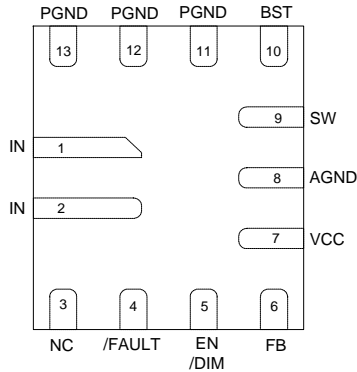 PGND PGND PGND BST
13 12 11 10
9 SW
IN 1
8 AGND
IN 2
7 VCC
3 4 5 6
NC /FAULT EN FB
/DIM